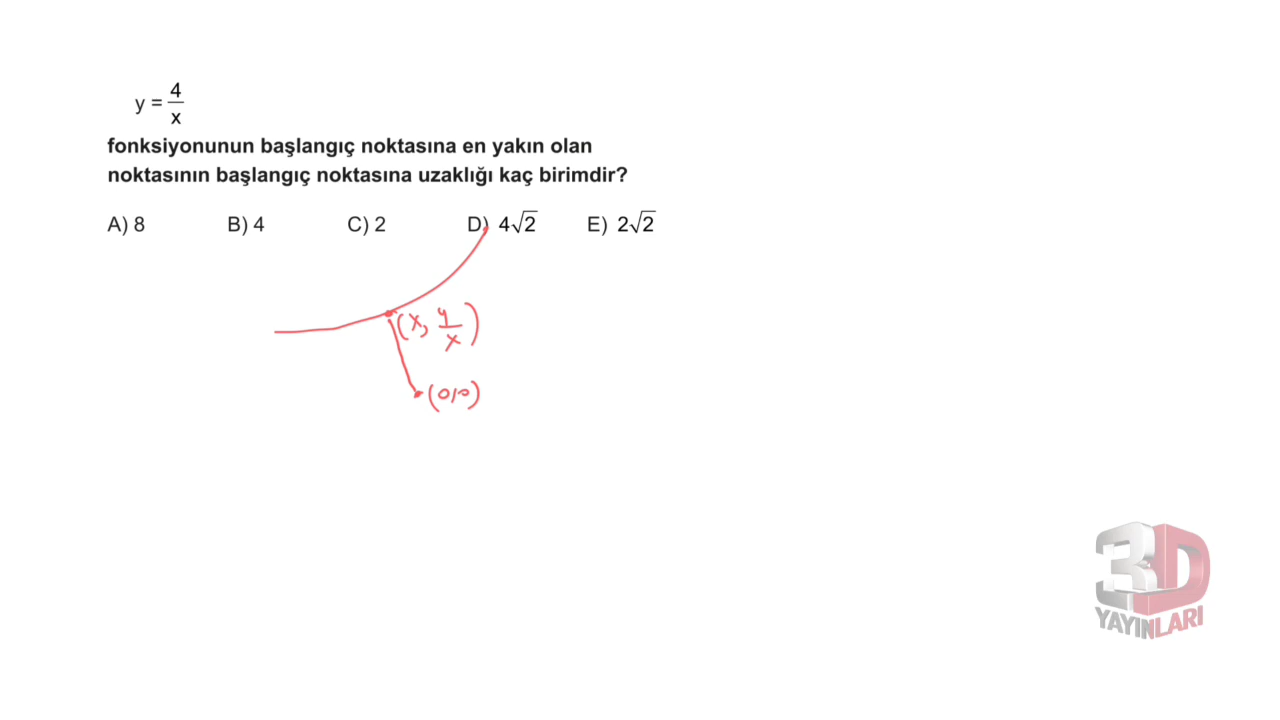 y = 4/x
fonksiyonunun başlangıç noktasına en yakın olan
noktasının başlangıç noktasına uzaklığı kaç birimdir?
A) 8 B) 4 C) 2 D) 4√2 E) 2√2
(x, 4/x)
(0,0)
3D
YAYINLARI